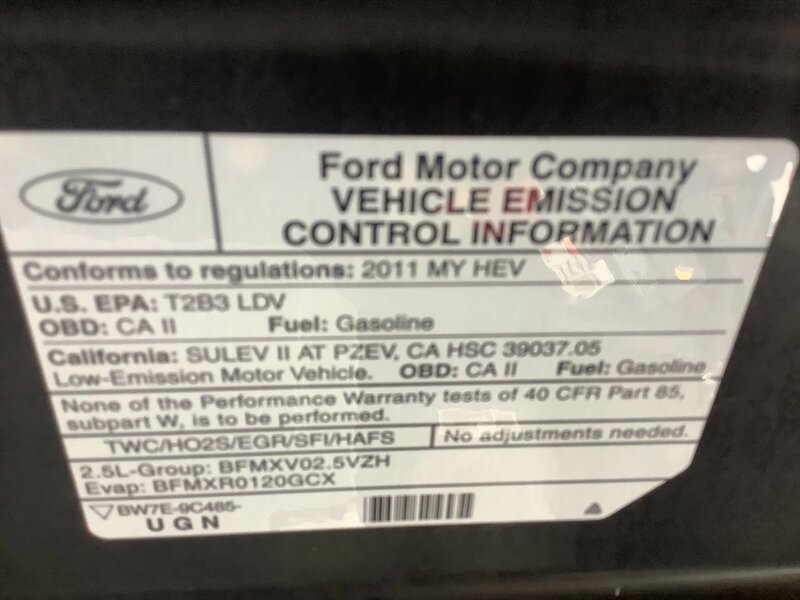 Ford
Ford Motor Company
VEHICLE EMISSION
CONTROL INFORMATION
Conforms to regulations: 2011 MY HEV
U.S. EPA: T2B3 LDV
OBD: CA II Fuel: Gasoline
California: SULEV II AT PZEV, CA HSC 39037.05
Low-Emission Motor Vehicle. OBD: CA II Fuel: Gasoline
None of the Performance Warranty tests of 40 CFR Part 85,
subpart W, is to be performed.
TWC/HO2S/EGR/SFI/HAFS No adjustments needed.
2.5L-Group: BFMXV02.5VZH
Evap: BFMXR0120GCX
BW7E-9C485-
UGN